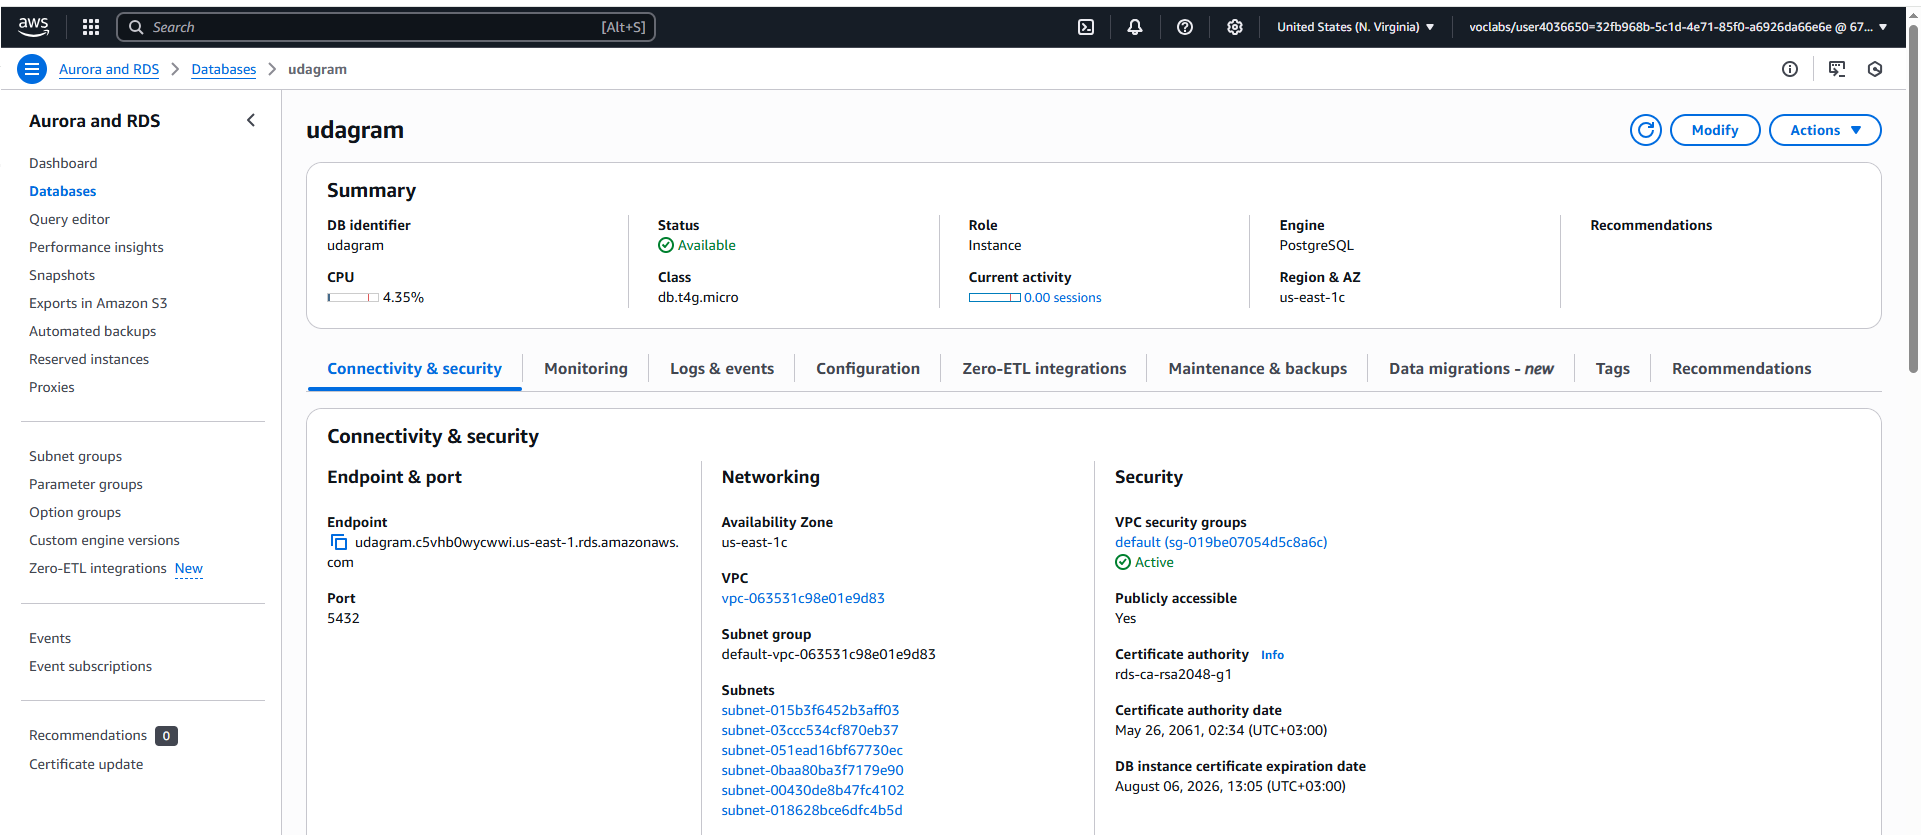 aws
Search [Alt+S]
United States (N. Virginia)
voclabs/user4036650=32fb968b-5c1d-4e71-85f0-a6926da66e6e @ 67...
Aurora and RDS
Databases
udagram
Aurora and RDS
Dashboard
Databases
Query editor
Performance insights
Snapshots
Exports in Amazon S3
Automated backups
Reserved instances
Proxies
Subnet groups
Parameter groups
Option groups
Custom engine versions
Zero-ETL integrations New
Events
Event subscriptions
Recommendations 0
Certificate update
udagram
Modify
Actions
Summary
DB identifier
udagram
CPU
4.35%
Status
Available
Class
db.t4g.micro
Role
Instance
Current activity
0.00 sessions
Engine
PostgreSQL
Region & AZ
us-east-1c
Recommendations
Connectivity & security
Monitoring
Logs & events
Configuration
Zero-ETL integrations
Maintenance & backups
Data migrations - new
Tags
Recommendations
Connectivity & security
Endpoint & port
Endpoint
udagram.c5vhb0wycwwi.us-east-1.rds.amazonaws.
com
Port
5432
Networking
Availability Zone
us-east-1c
VPC
vpc-063531c98e01e9d83
Subnet group
default-vpc-063531c98e01e9d83
Subnets
subnet-015b3f6452b3aff03
subnet-03ccc534cf870eb37
subnet-051ead16bf67730ec
subnet-0baa80ba3f7179e90
subnet-00430de8b47fc4102
subnet-018628bce6dfc4b5d
Security
VPC security groups
default (sg-019be07054d5c8a6c)
Active
Publicly accessible
Yes
Certificate authority Info
rds-ca-rsa2048-g1
Certificate authority date
May 26, 2061, 02:34 (UTC+03:00)
DB instance certificate expiration date
August 06, 2026, 13:05 (UTC+03:00)